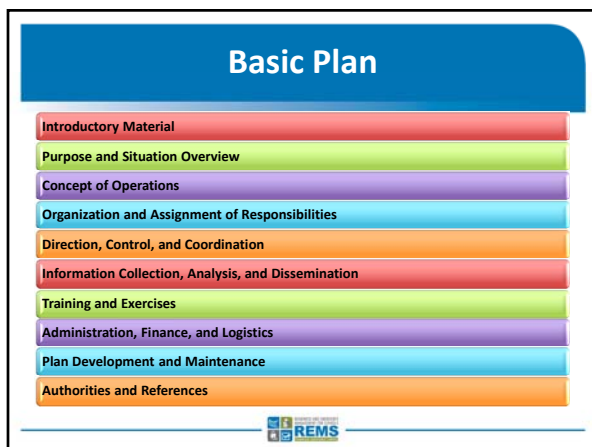 Basic Plan
Introductory Material
Purpose and Situation Overview
Concept of Operations
Organization and Assignment of Responsibilities
Direction, Control, and Coordination
Information Collection, Analysis, and Dissemination
Training and Exercises
Administration, Finance, and Logistics
Plan Development and Maintenance
Authorities and References
REMS